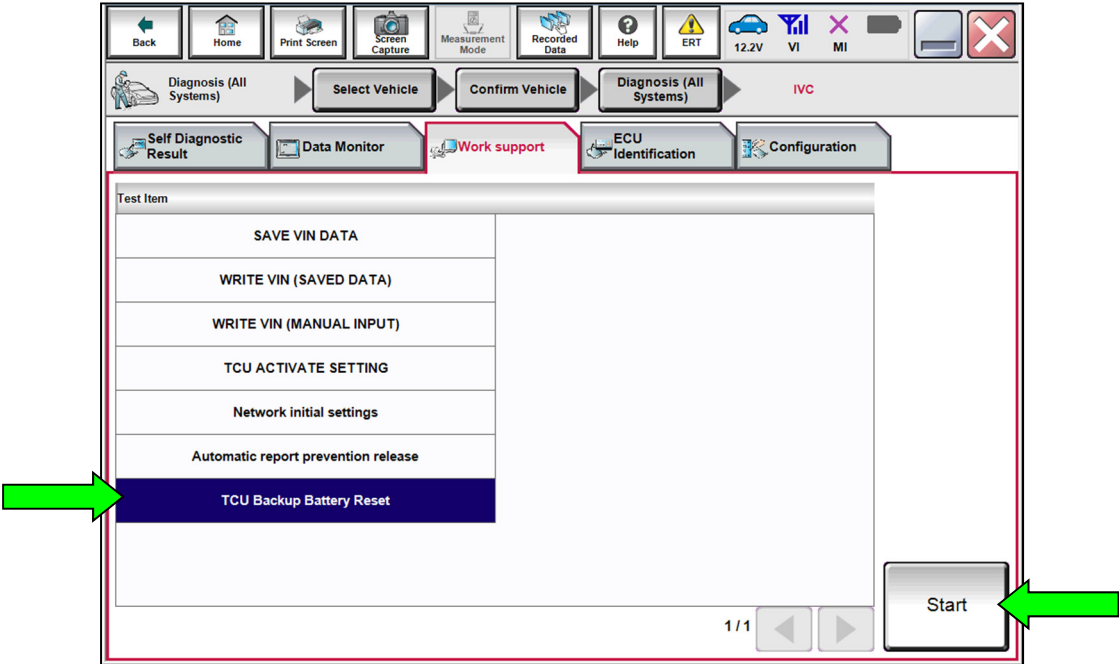 Back
Home
Print Screen
Screen
Capture
Measurement
Mode
Recorded
Data
Help
ERT
12.2V
VI
MI
Diagnosis (All
Systems)
Select Vehicle
Confirm Vehicle
Diagnosis (All
Systems)
IVC
Self Diagnostic
Result
Data Monitor
Work support
ECU
Identification
Configuration
Test Item
SAVE VIN DATA
WRITE VIN (SAVED DATA)
WRITE VIN (MANUAL INPUT)
TCU ACTIVATE SETTING
Network initial settings
Automatic report prevention release
TCU Backup Battery Reset
Start
1/1